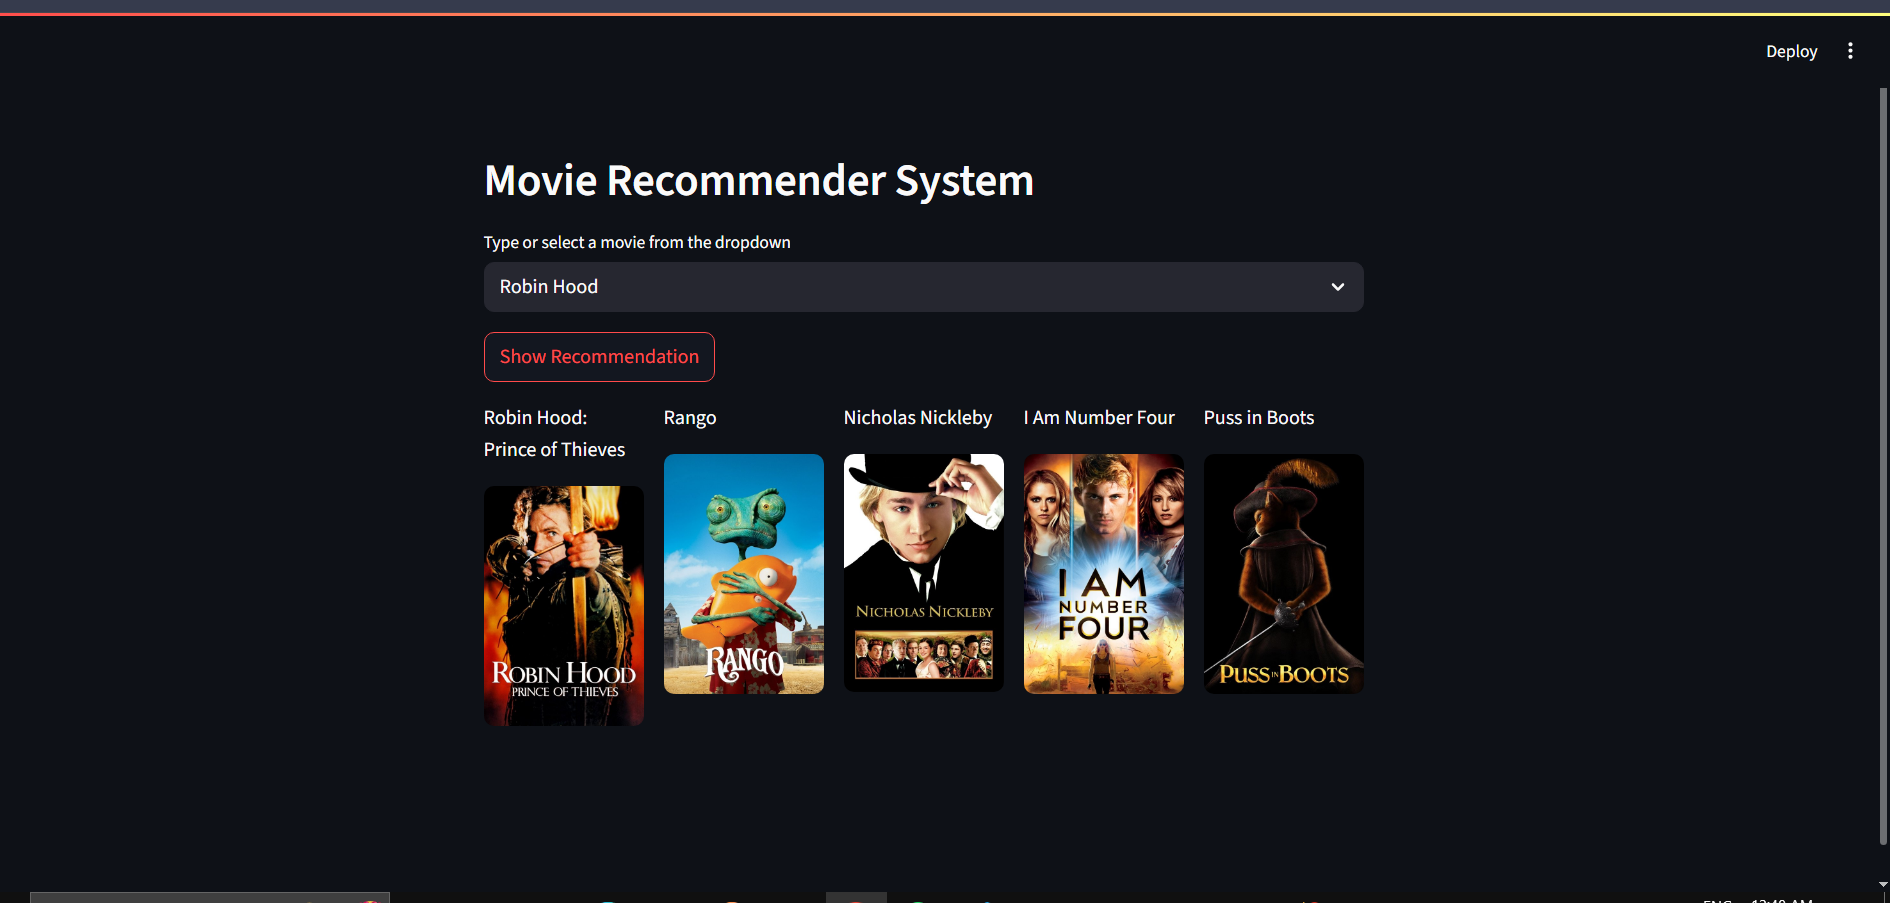 Deploy
Movie Recommender System
Type or select a movie from the dropdown
Robin Hood
Show Recommendation
Robin Hood:
Prince of Thieves
Rango
Nicholas Nickleby
I Am Number Four
Puss in Boots
ROBIN HOOD
PRINCE OF THIEVES
RANGO
NICHOLAS NICKLEBY
I AM
NUMBER
FOUR
PUSS IN BOOTS